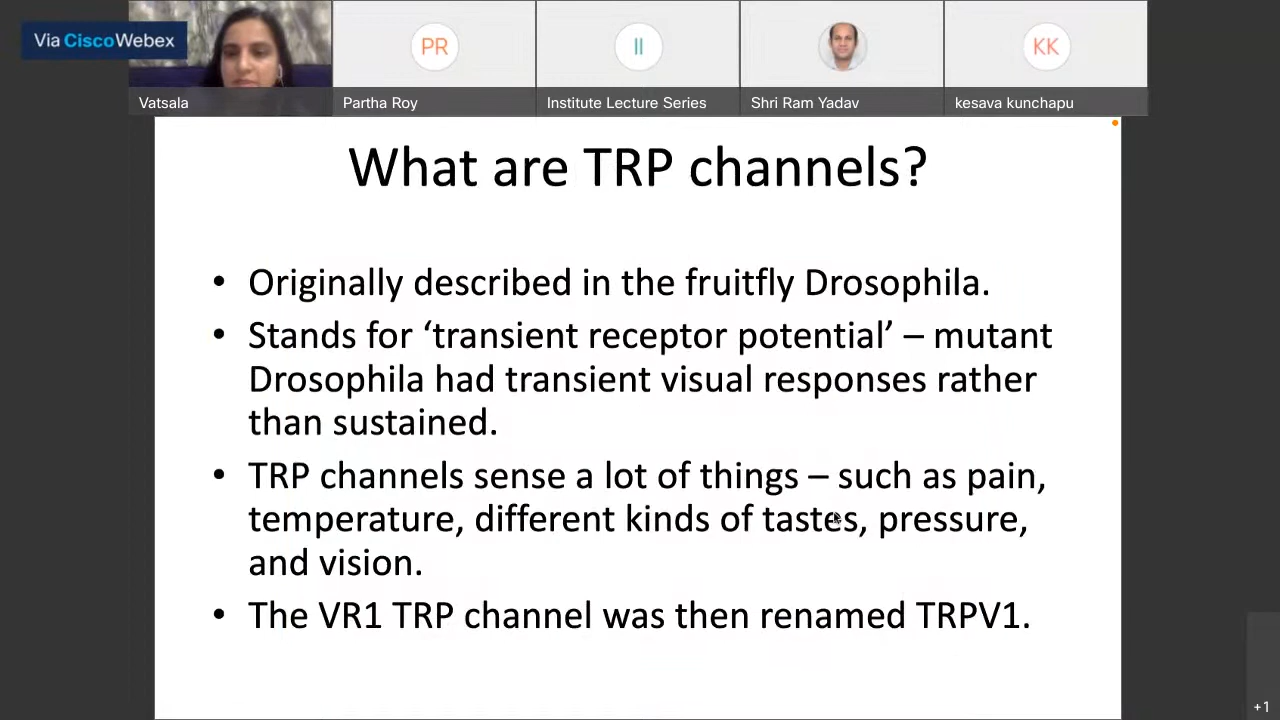 Via CiscoWebex
PR
II
KK
Vatsala
Partha Roy
Institute Lecture Series
Shri Ram Yadav
kesava kunchapu
What are TRP channels?
• Originally described in the fruitfly Drosophila.
• Stands for ‘transient receptor potential’ – mutant
Drosophila had transient visual responses rather
than sustained.
• TRP channels sense a lot of things – such as pain,
temperature, different kinds of tastes, pressure,
and vision.
• The VR1 TRP channel was then renamed TRPV1.
+1